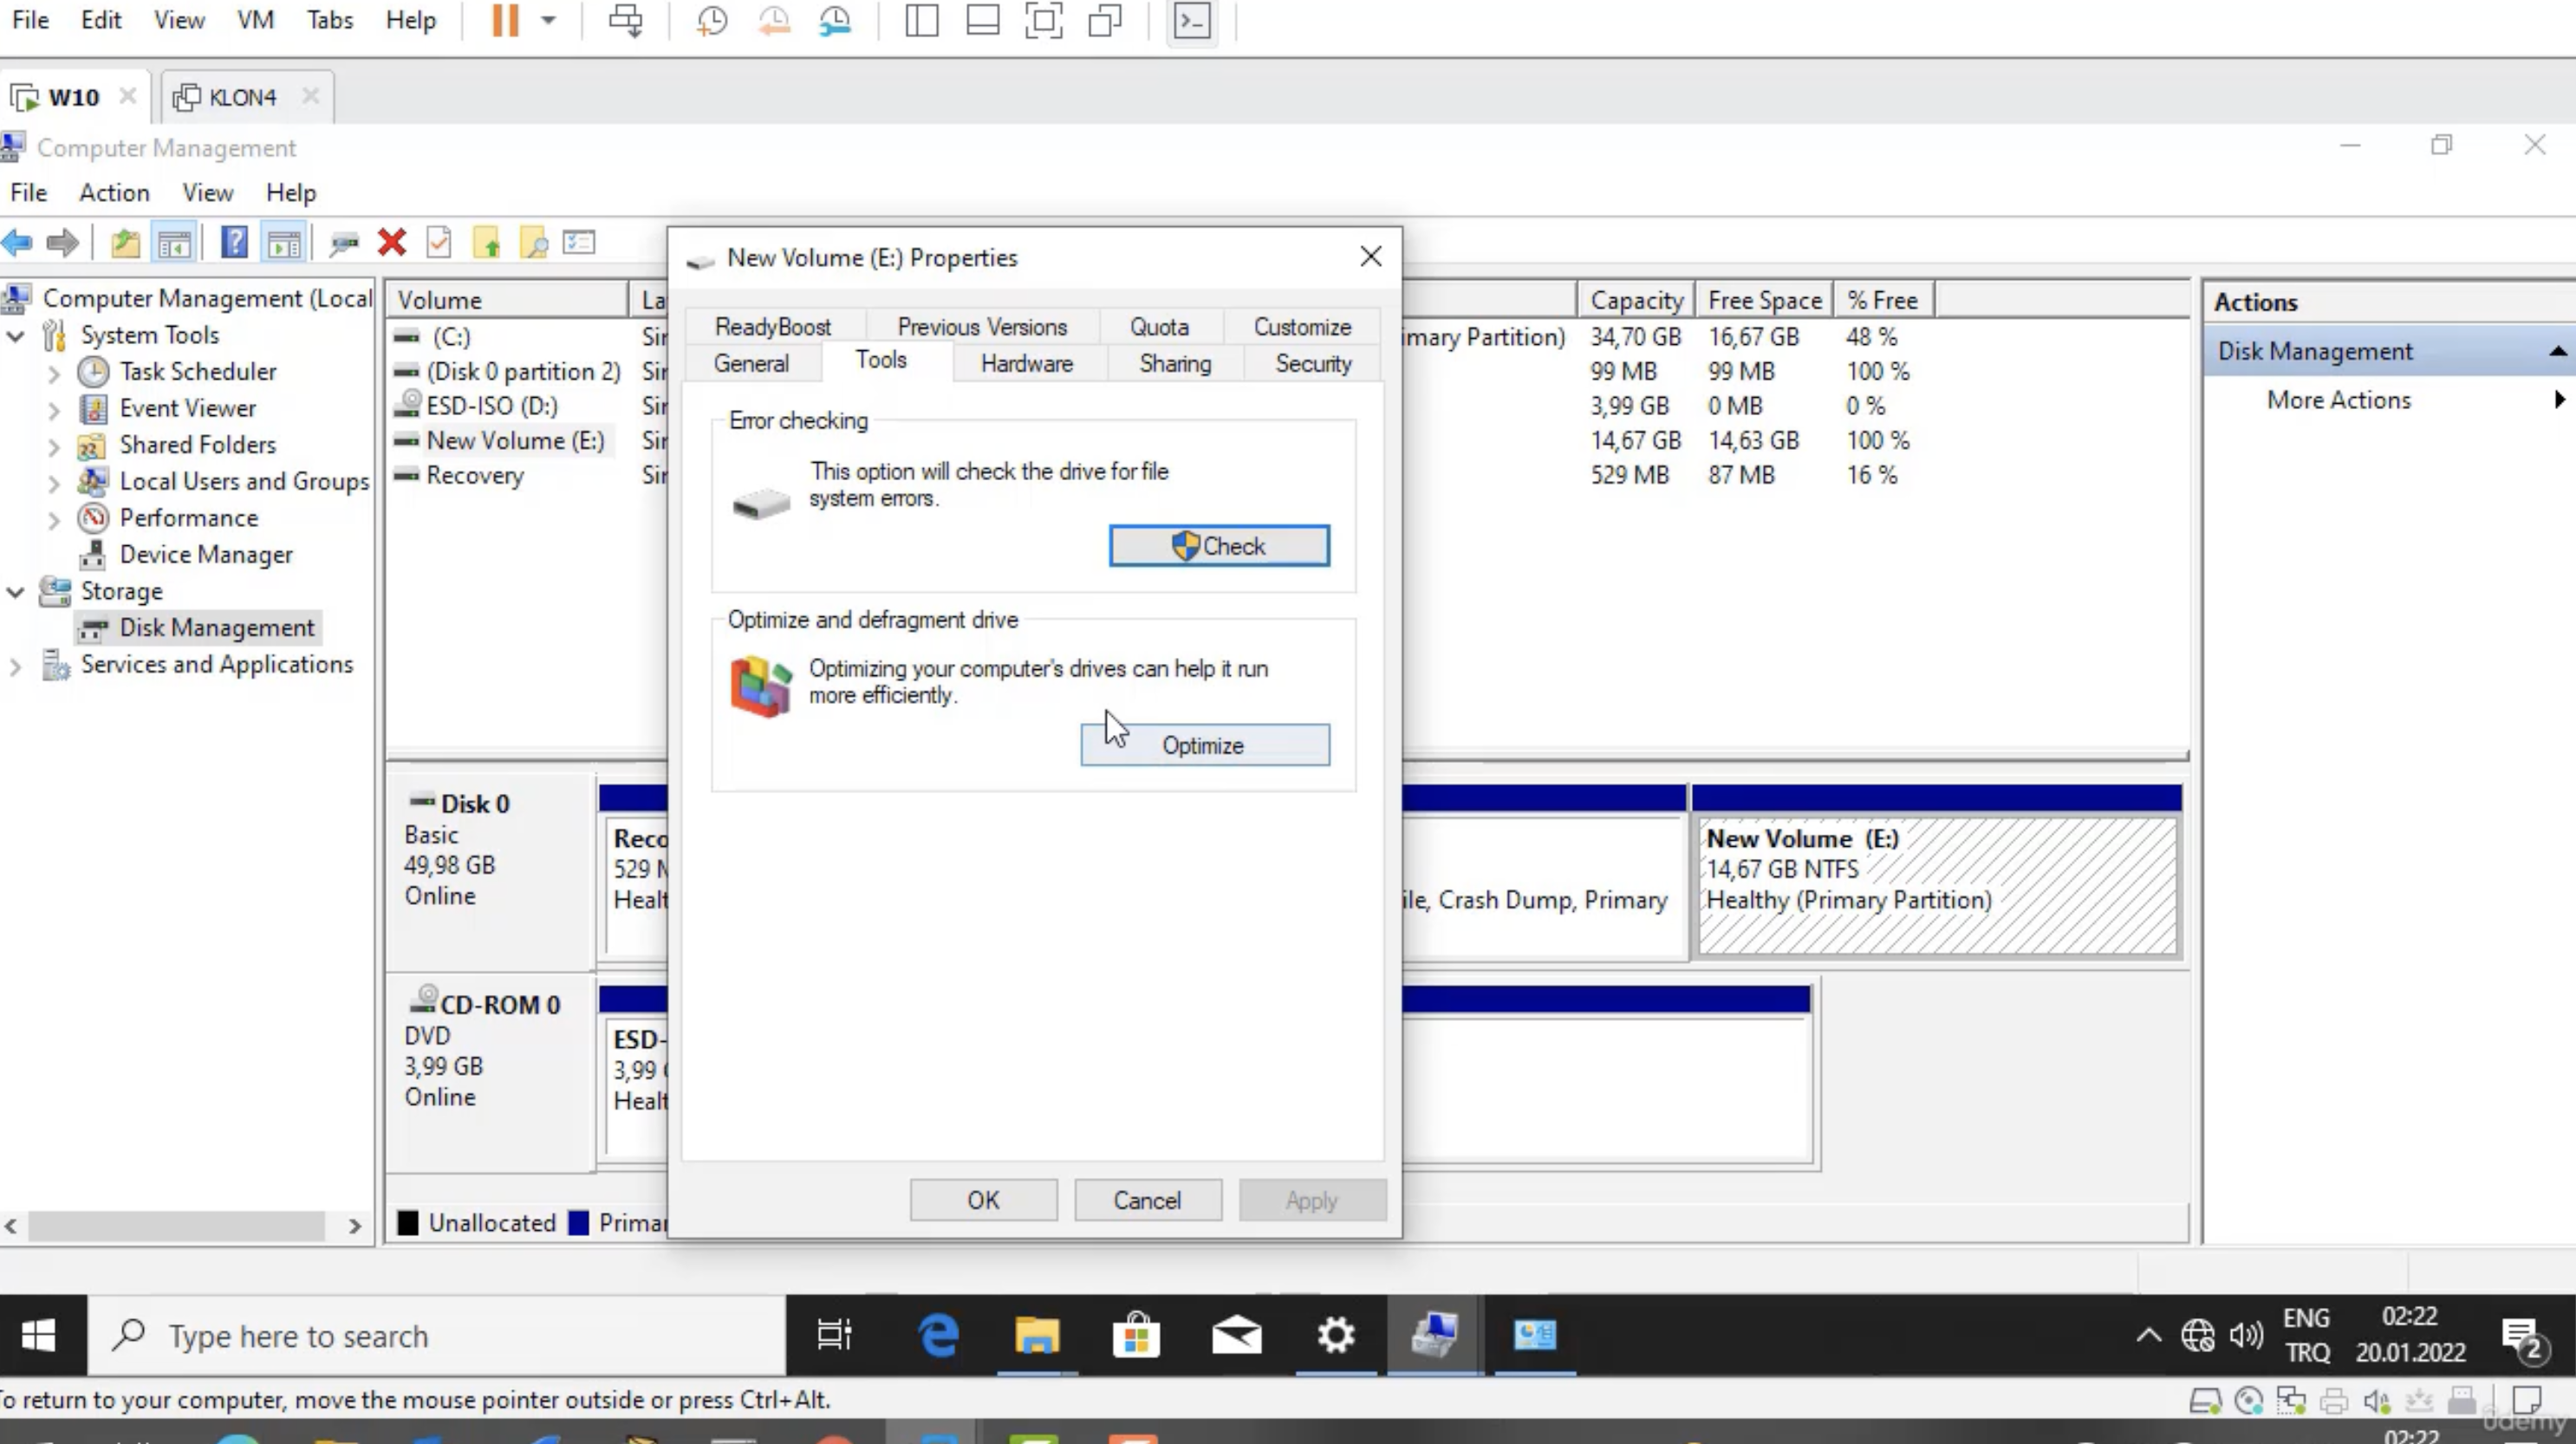 File Edit View VM Tabs Help
W10 KLON4
Computer Management
File Action View Help
Computer Management (Local
System Tools
Task Scheduler
Event Viewer
Shared Folders
Local Users and Groups
Performance
Device Manager
Storage
Disk Management
Services and Applications
Volume La Capacity Free Space % Free
(C:) Sir imary Partition) 34,70 GB 16,67 GB 48 %
(Disk 0 partition 2) Sir 99 MB 99 MB 100 %
ESD-ISO (D:) Sir 3,99 GB 0 MB 0 %
New Volume (E:) Sir 14,67 GB 14,63 GB 100 %
Recovery Sir 529 MB 87 MB 16 %
New Volume (E:) Properties
ReadyBoost Previous Versions Quota Customize
General Tools Hardware Sharing Security
Error checking
This option will check the drive for file
system errors.
Check
Optimize and defragment drive
Optimizing your computer's drives can help it run
more efficiently.
Optimize
OK Cancel Apply
Actions
Disk Management
More Actions
Disk 0
Basic
49,98 GB
Online
Reco
529 M
Healt
ile, Crash Dump, Primary
New Volume (E:)
14,67 GB NTFS
Healthy (Primary Partition)
CD-ROM 0
DVD
3,99 GB
Online
ESD-
3,99 G
Healt
Unallocated Primar
Type here to search
ENG 02:22
TRQ 20.01.2022
2
To return to your computer, move the mouse pointer outside or press Ctrl+Alt.
ûdemy
02:22